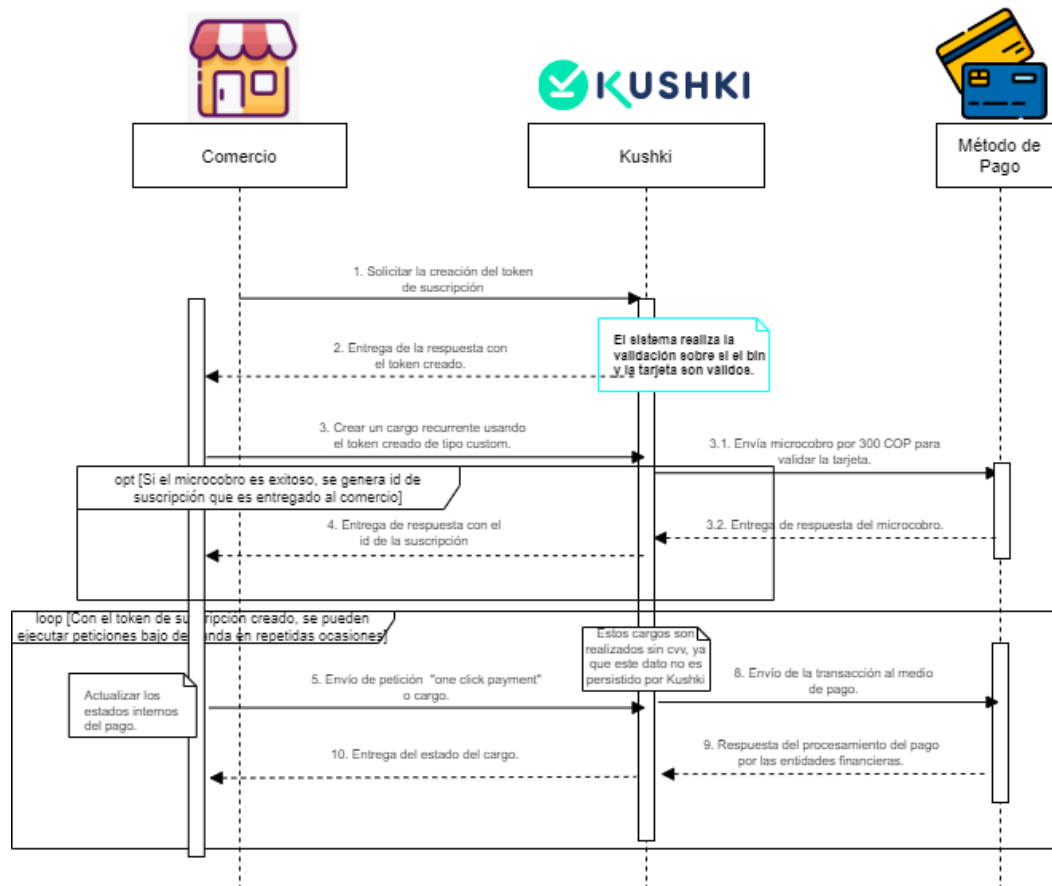 KUSHKI
Comercio
Kushki
Método de
Pago
1. Solicitar la creación del token
de suscripción
El sistema realiza la
validación sobre si el bin
y la tarjeta son válidos.
2. Entrega de la respuesta con
el token creado.
3. Crear un cargo recurrente usando
el token creado de tipo custom.
3.1. Envía microcobro por 300 COP para
validar la tarjeta.
opt [Si el microcobro es exitoso, se genera id de
suscripción que es entregado al comercio]
4. Entrega de respuesta con el
id de la suscripción
3.2. Entrega de respuesta del microcobro.
loop [Con el token de suscripción creado, se pueden
ejecutar peticiones bajo demanda en repetidas ocasiones]
Estos cargos son
realizados sin cvv, ya
que este dato no es
persistido por Kushki
Actualizar los
estados internos
del pago.
5. Envío de petición "one click payment"
o cargo.
8. Envío de la transacción al medio
de pago.
9. Respuesta del procesamiento del pago
por las entidades financieras.
10. Entrega del estado del cargo.